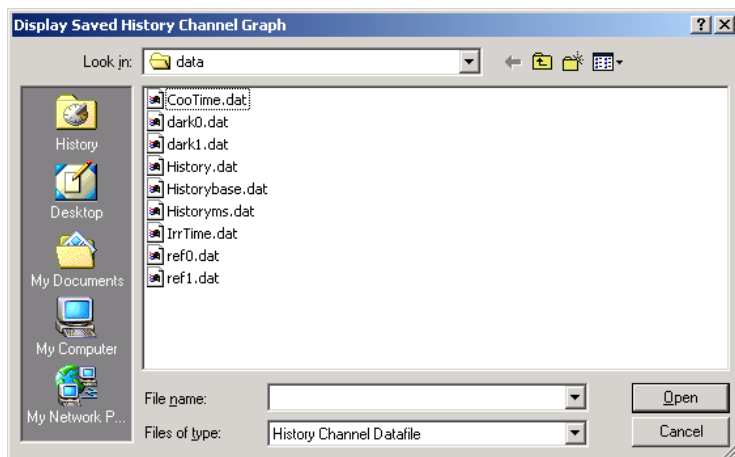 Display Saved History Channel Graph
Look in: data
History
Desktop
My Documents
My Computer
My Network P...
CooTime.dat
dark0.dat
dark1.dat
History.dat
Historybase.dat
Historyms.dat
IrrTime.dat
ref0.dat
ref1.dat
File name:
Open
Files of type: History Channel Datafile
Cancel